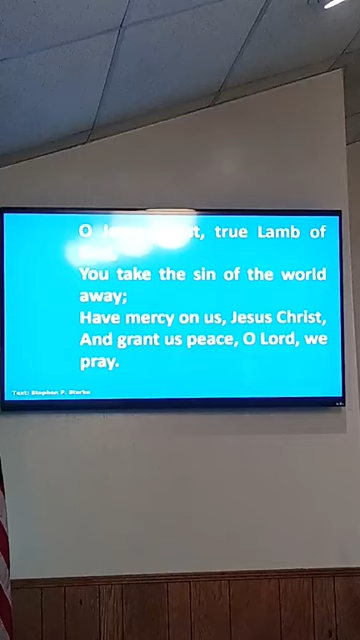 O t, true Lamb of
You take the sin of the world
away;
Have mercy on us, Jesus Christ,
And grant us peace, O Lord, we
pray.
Text: Stephen P. Starke